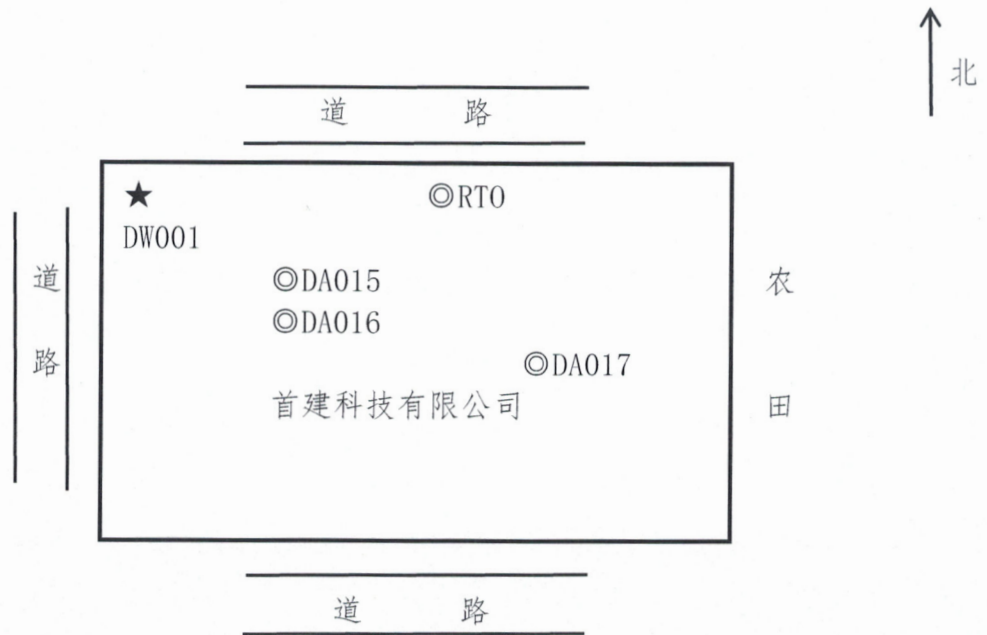 北
道 路
★ ◎RTO
DW001
道 路
◎DA015
◎DA016
◎DA017
首建科技有限公司
农 田
道 路